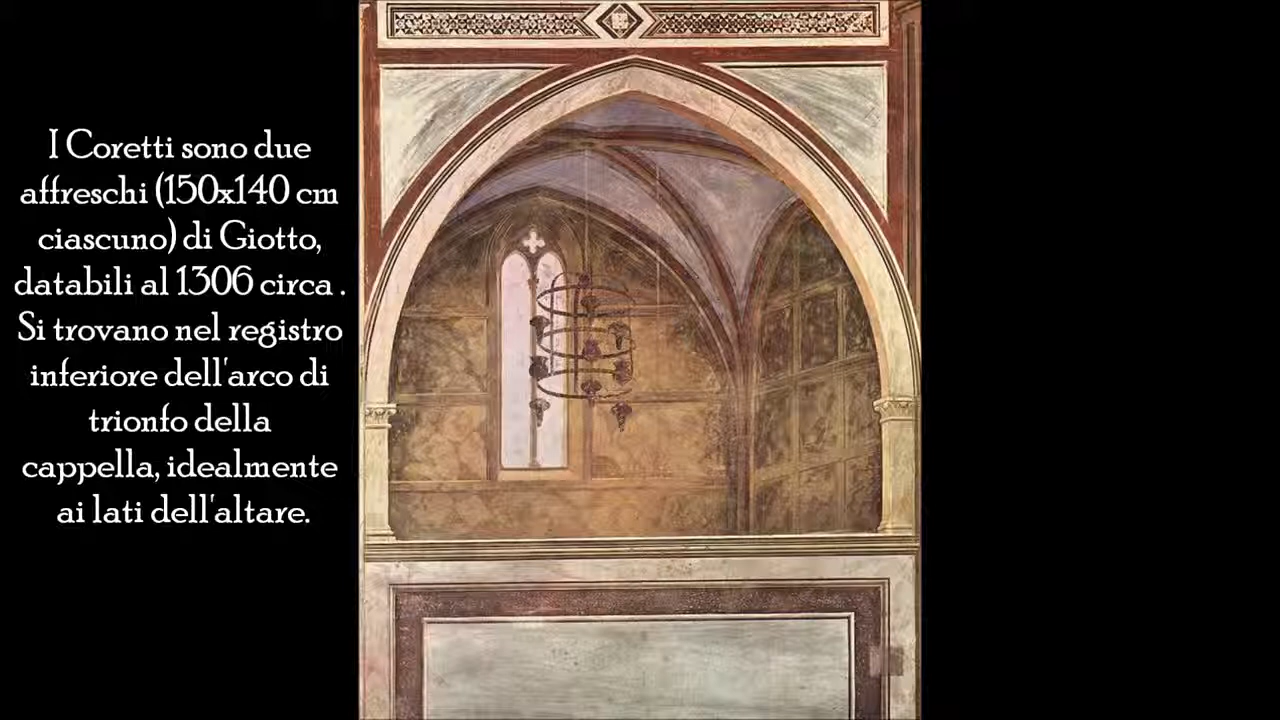 I Coretti sono due
affreschi (150x140 cm
ciascuno) di Giotto,
databili al 1306 circa .
Si trovano nel registro
inferiore dell'arco di
trionfo della
cappella, idealmente
ai lati dell'altare.